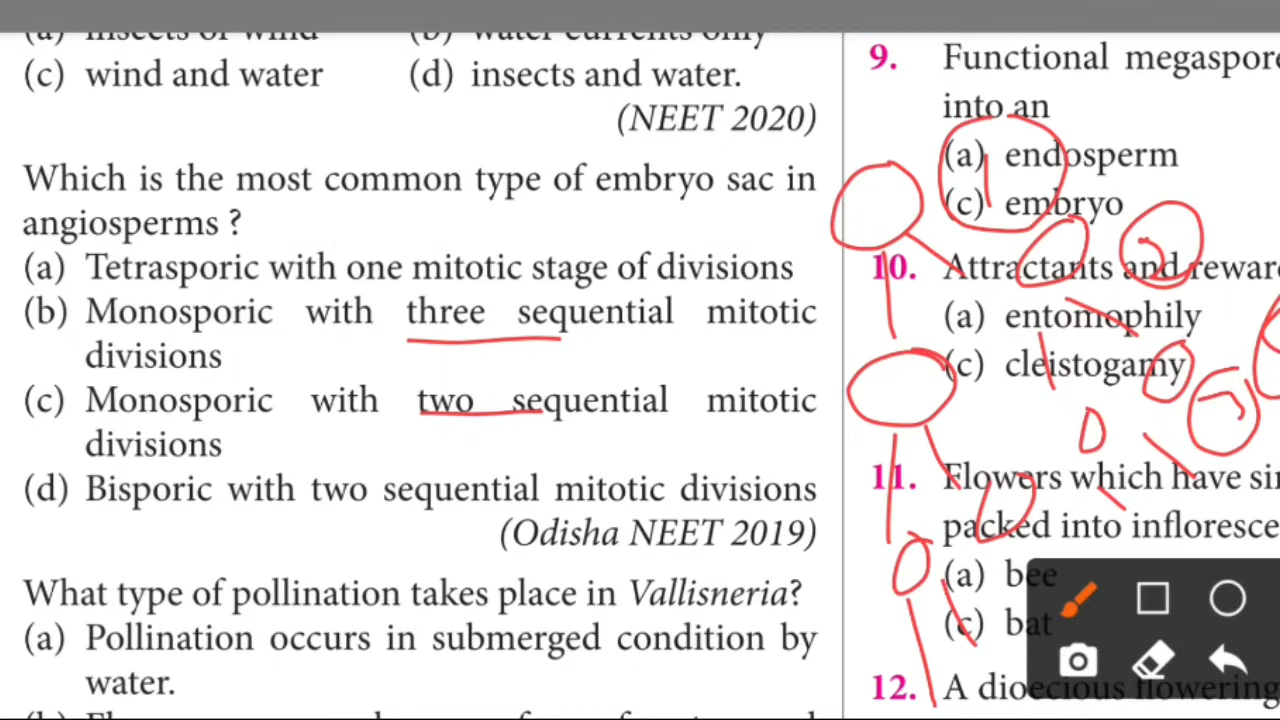 (c) wind and water (d) insects and water.
(NEET 2020)
Which is the most common type of embryo sac in
angiosperms ?
(a) Tetrasporic with one mitotic stage of divisions
(b) Monosporic with three sequential mitotic
divisions
(c) Monosporic with two sequential mitotic
divisions
(d) Bisporic with two sequential mitotic divisions
(Odisha NEET 2019)
What type of pollination takes place in Vallisneria?
(a) Pollination occurs in submerged condition by
water.
9. Functional megaspore
into an
(a) endosperm
(c) embryo
1
2
3
10. Attractants and
(a) entomophily
(c) cleistogamy
11. Flowers which have
packed into
(a) bee
(c) bat
12. A dioecious flowering